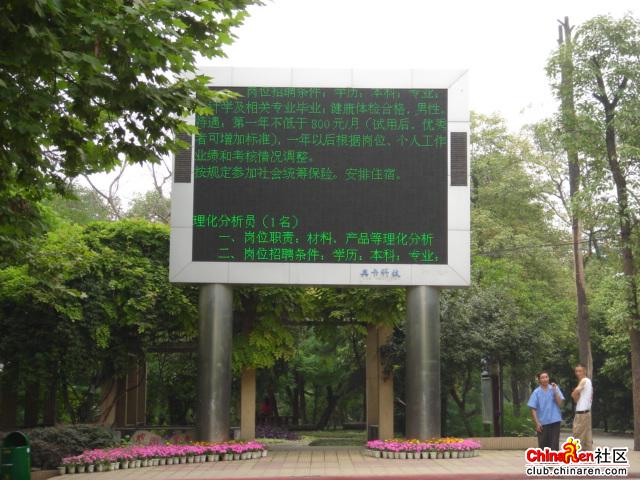 岗位招聘条件：学历：本科；专业：
计学及相关专业毕业；健康体检合格，男性。
待遇：第一年不低于800元/月（试用后、优秀
者可增加标准），一年以后根据岗位、个人工作
业绩和考核情况调整。
按规定参加社会统筹保险。安排住宿。
理化分析员（1名）
一、岗位职责：材料、产品等理化分析
二、岗位招聘条件：学历：本科；专业：
奥卡科技
ChinaRen社区
club.chinaren.com